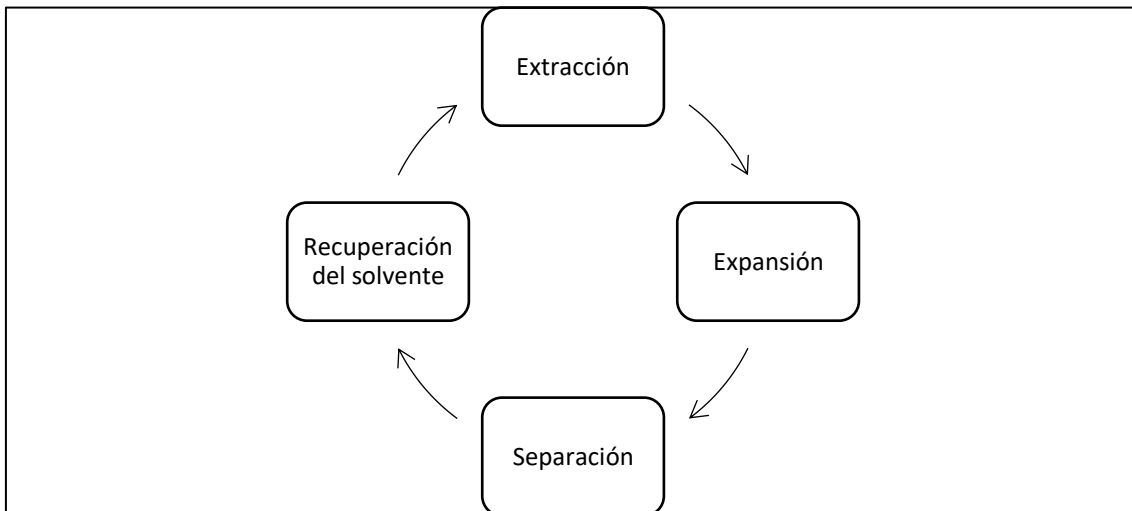 Extracción
Recuperación
del solvente
Expansión
Separación